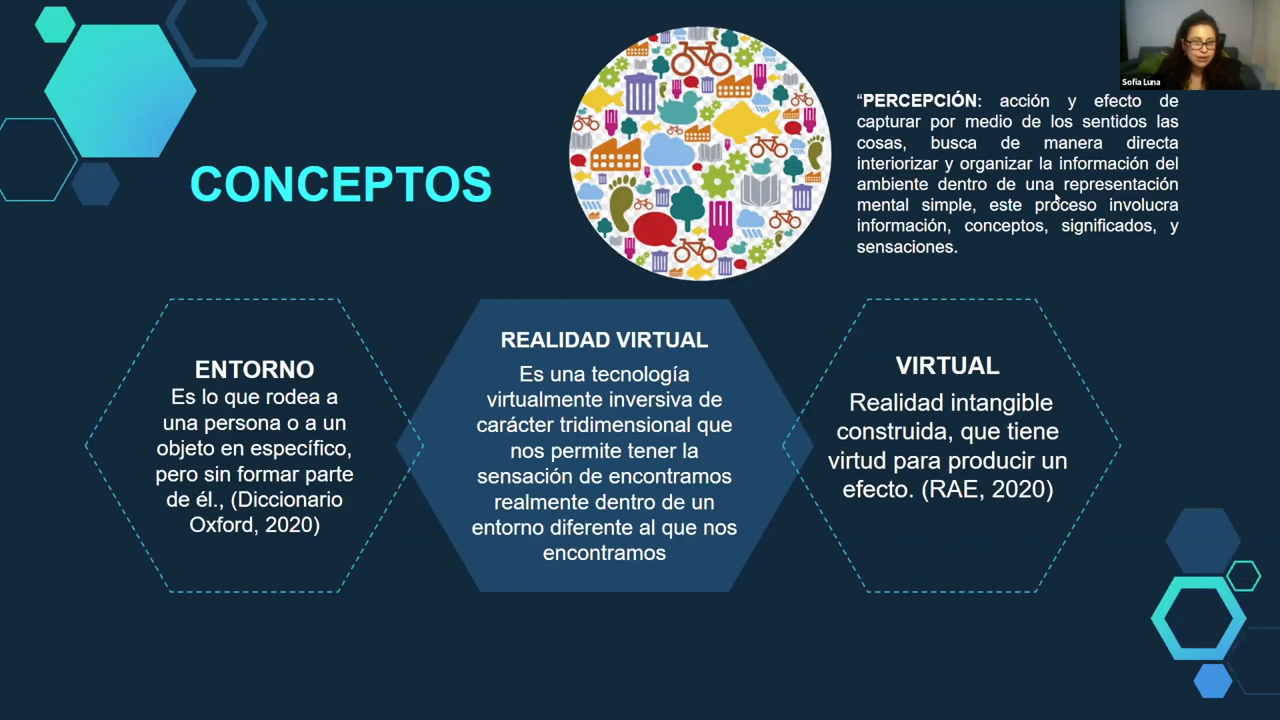 CONCEPTOS
Sofia Luna
“PERCEPCIÓN: acción y efecto de
capturar por medio de los sentidos las
cosas, busca de manera directa
interiorizar y organizar la información del
ambiente dentro de una representación
mental simple, este proceso involucra
información, conceptos, significados, y
sensaciones.
ENTORNO
Es lo que rodea a
una persona o a un
objeto en específico,
pero sin formar parte
de él., (Diccionario
Oxford, 2020)
REALIDAD VIRTUAL
Es una tecnología
virtualmente inversiva de
carácter tridimensional que
nos permite tener la
sensación de encontramos
realmente dentro de un
entorno diferente al que nos
encontramos
VIRTUAL
Realidad intangible
construida, que tiene
virtud para producir un
efecto. (RAE, 2020)